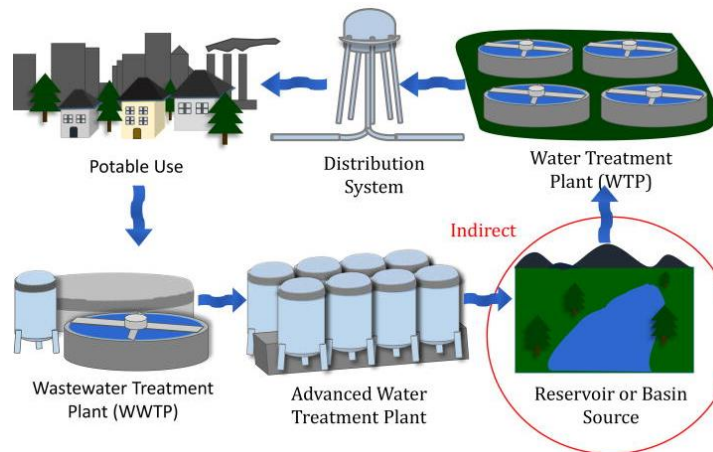 Potable Use
Distribution
System
Water Treatment
Plant (WTP)
Indirect
Wastewater Treatment
Plant (WWTP)
Advanced Water
Treatment Plant
Reservoir or Basin
Source